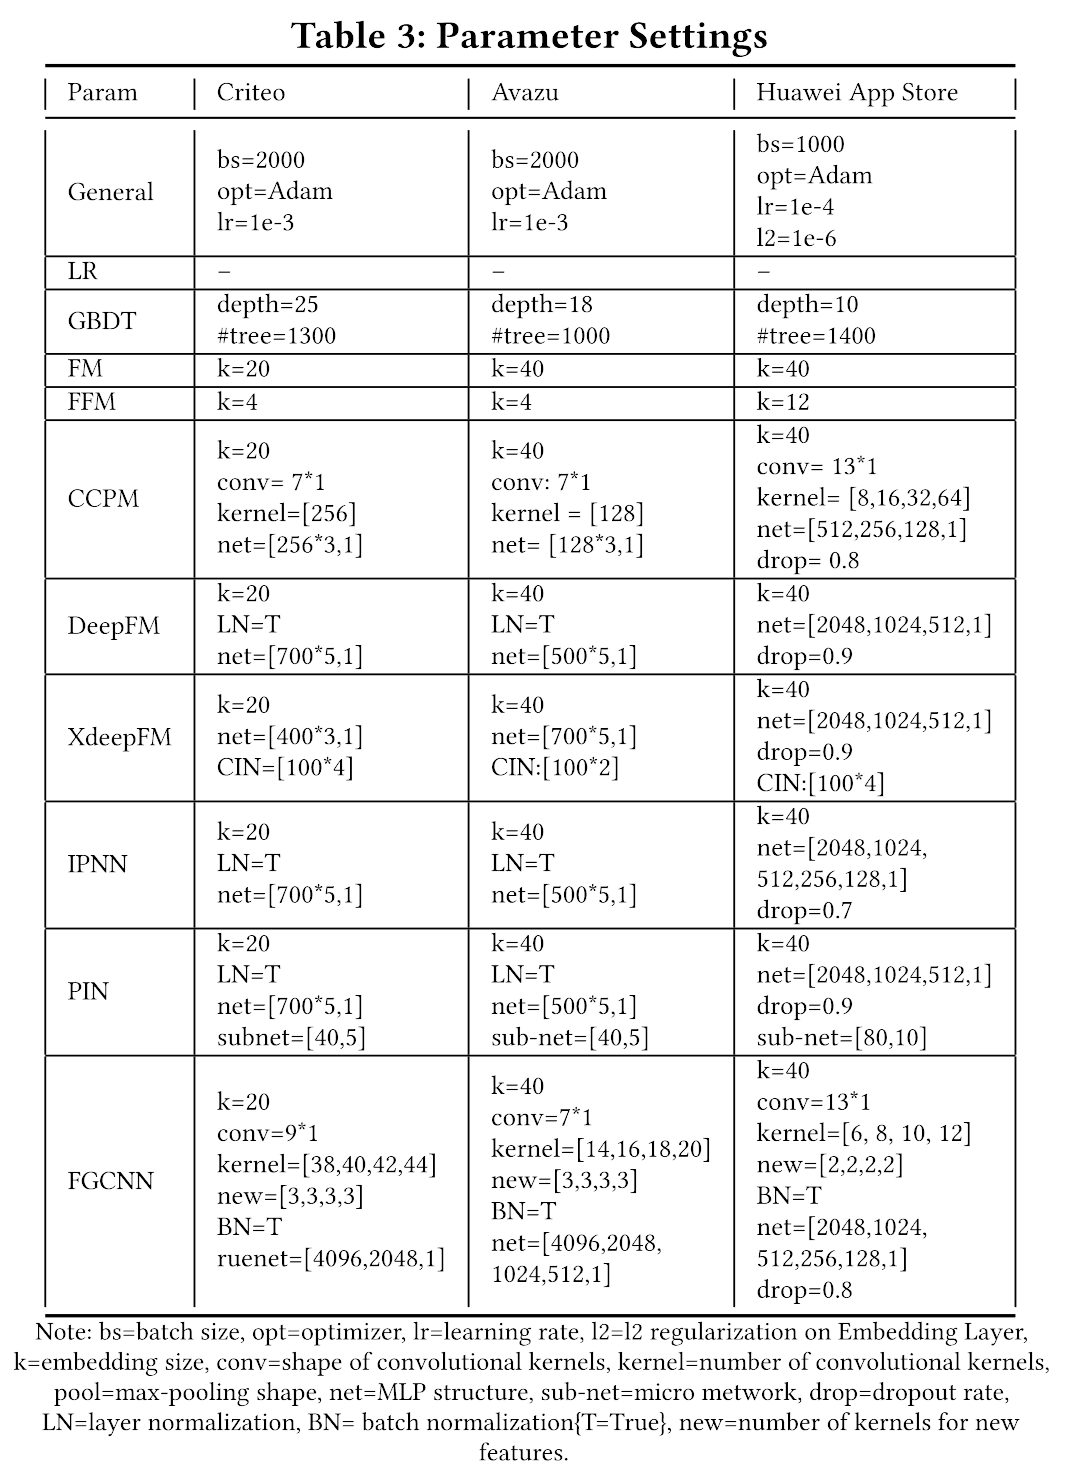 Table 3: Parameter Settings
Param Criteo Avazu Huawei App Store
General
bs=2000
opt=Adam
lr=1e-3
bs=2000
opt=Adam
lr=1e-3
bs=1000
opt=Adam
lr=1e-4
l2=1e-6
LR – – –
GBDT
depth=25
#tree=1300
depth=18
#tree=1000
depth=10
#tree=1400
FM k=20 k=40 k=40
FFM k=4 k=4 k=12
CCPM
k=20
conv= 7*1
kernel=[256]
net=[256*3,1]
k=40
conv: 7*1
kernel = [128]
net= [128*3,1]
k=40
conv= 13*1
kernel= [8,16,32,64]
net=[512,256,128,1]
drop= 0.8
DeepFM
k=20
LN=T
net=[700*5,1]
k=40
LN=T
net=[500*5,1]
k=40
net=[2048,1024,512,1]
drop=0.9
XdeepFM
k=20
net=[400*3,1]
CIN=[100*4]
k=40
net=[700*5,1]
CIN:[100*2]
k=40
net=[2048,1024,512,1]
drop=0.9
CIN:[100*4]
IPNN
k=20
LN=T
net=[700*5,1]
k=40
LN=T
net=[500*5,1]
k=40
net=[2048,1024,
512,256,128,1]
drop=0.7
PIN
k=20
LN=T
net=[700*5,1]
subnet=[40,5]
k=40
LN=T
net=[500*5,1]
sub-net=[40,5]
k=40
net=[2048,1024,512,1]
drop=0.9
sub-net=[80,10]
FGCNN
k=20
conv=9*1
kernel=[38,40,42,44]
new=[3,3,3,3]
BN=T
ruenet=[4096,2048,1]
k=40
conv=7*1
kernel=[14,16,18,20]
new=[3,3,3,3]
BN=T
net=[4096,2048,
1024,512,1]
k=40
conv=13*1
kernel=[6, 8, 10, 12]
new=[2,2,2,2]
BN=T
net=[2048,1024,
512,256,128,1]
drop=0.8
Note: bs=batch size, opt=optimizer, lr=learning rate, l2=l2 regularization on Embedding Layer,
k=embedding size, conv=shape of convolutional kernels, kernel=number of convolutional kernels,
pool=max-pooling shape, net=MLP structure, sub-net=micro metwork, drop=dropout rate,
LN=layer normalization, BN= batch normalization{T=True}, new=number of kernels for new
features.